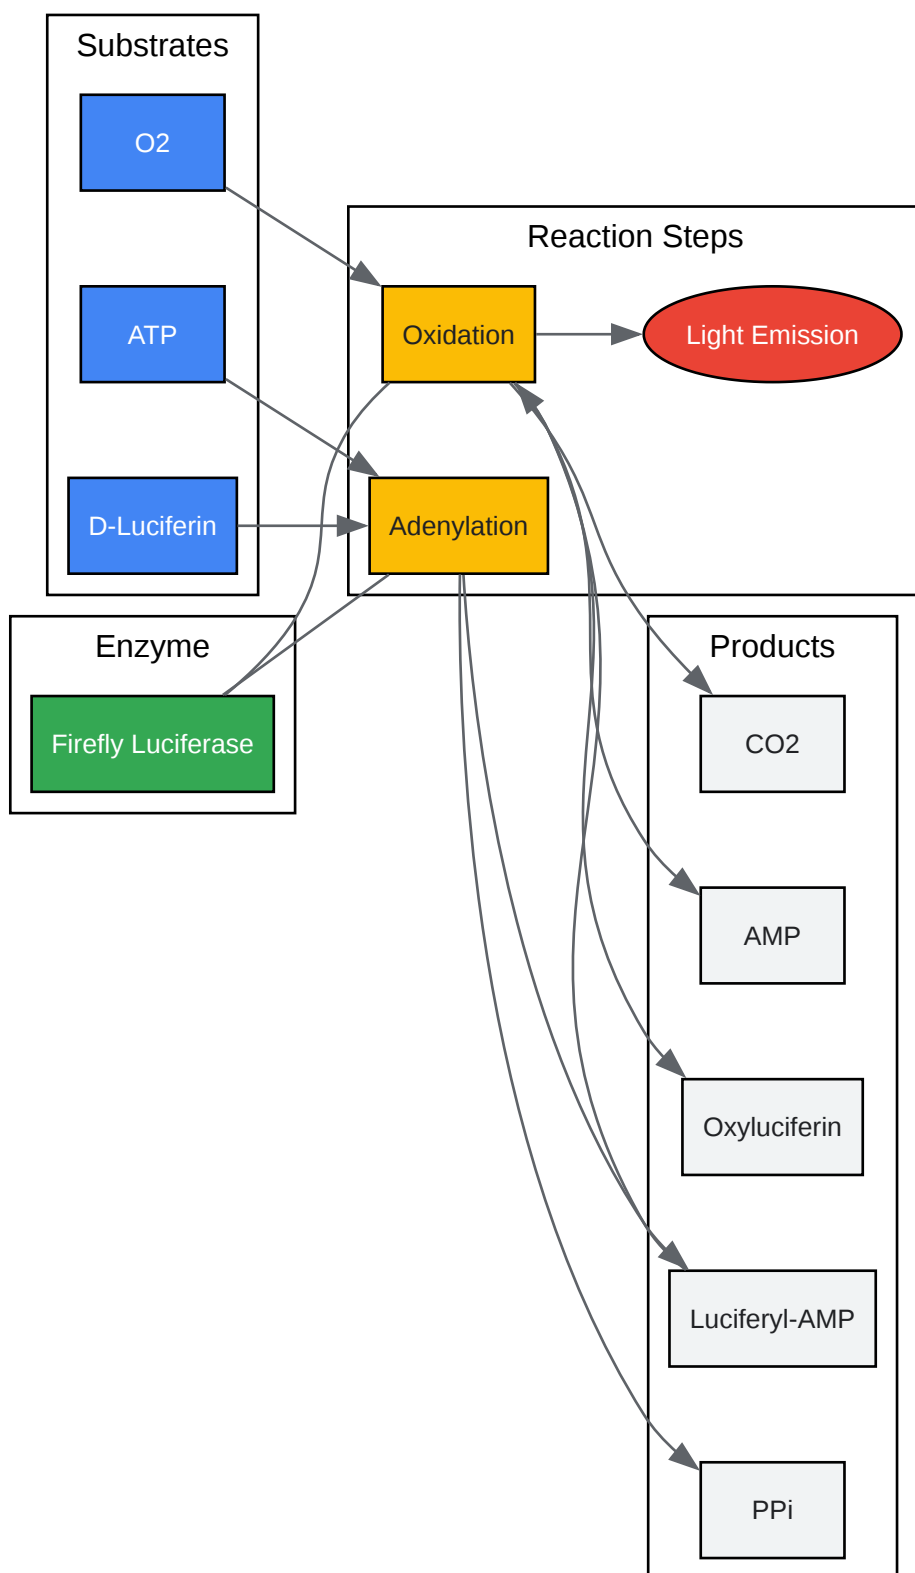 Substrates
O2
ATP
D-Luciferin
Reaction Steps
Oxidation
Light Emission
Adenylation
Enzyme
Firefly Luciferase
Products
CO2
AMP
Oxyluciferin
Luciferyl-AMP
PPi